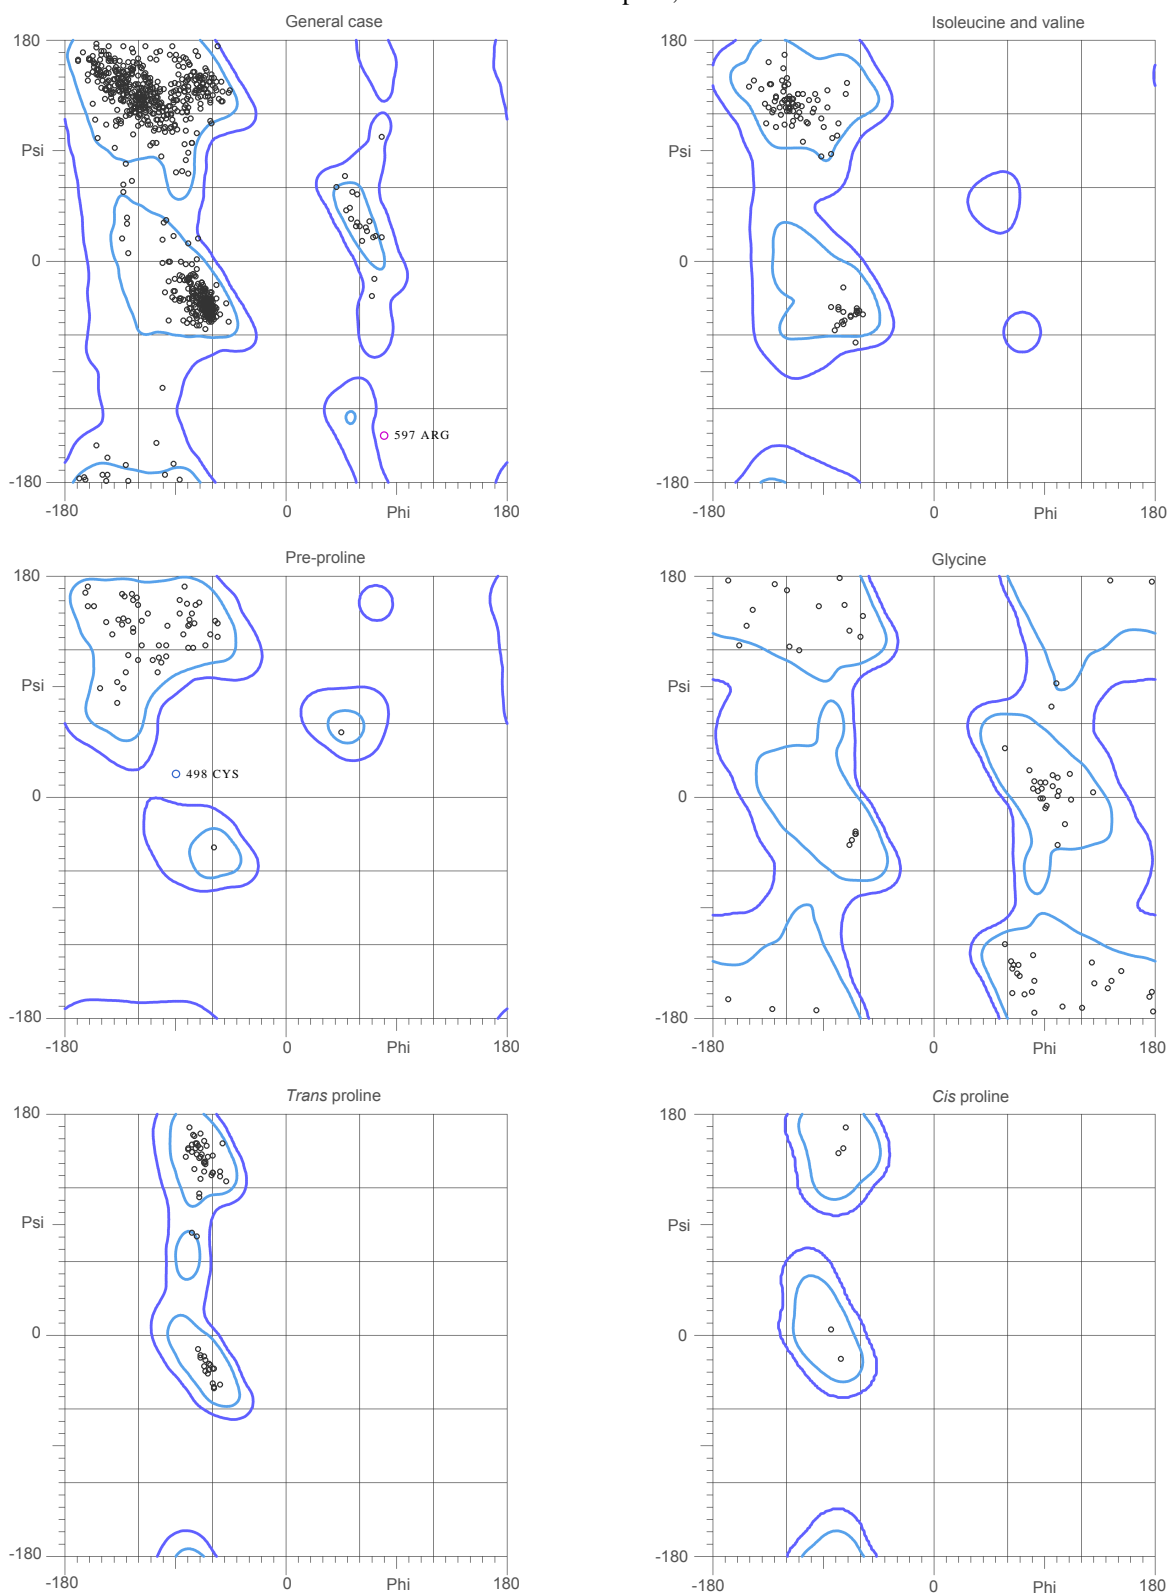 General case
Isoleucine and valine
180
Psi
0
-180
-180
0
Phi
180
597 ARG
180
Psi
0
-180
-180
0
Phi
180
Pre-proline
Glycine
180
Psi
0
-180
-180
0
Phi
180
498 CYS
180
Psi
0
-180
-180
0
Phi
180
Trans proline
Cis proline
180
Psi
0
-180
-180
0
Phi
180
180
Psi
0
-180
-180
0
Phi
180